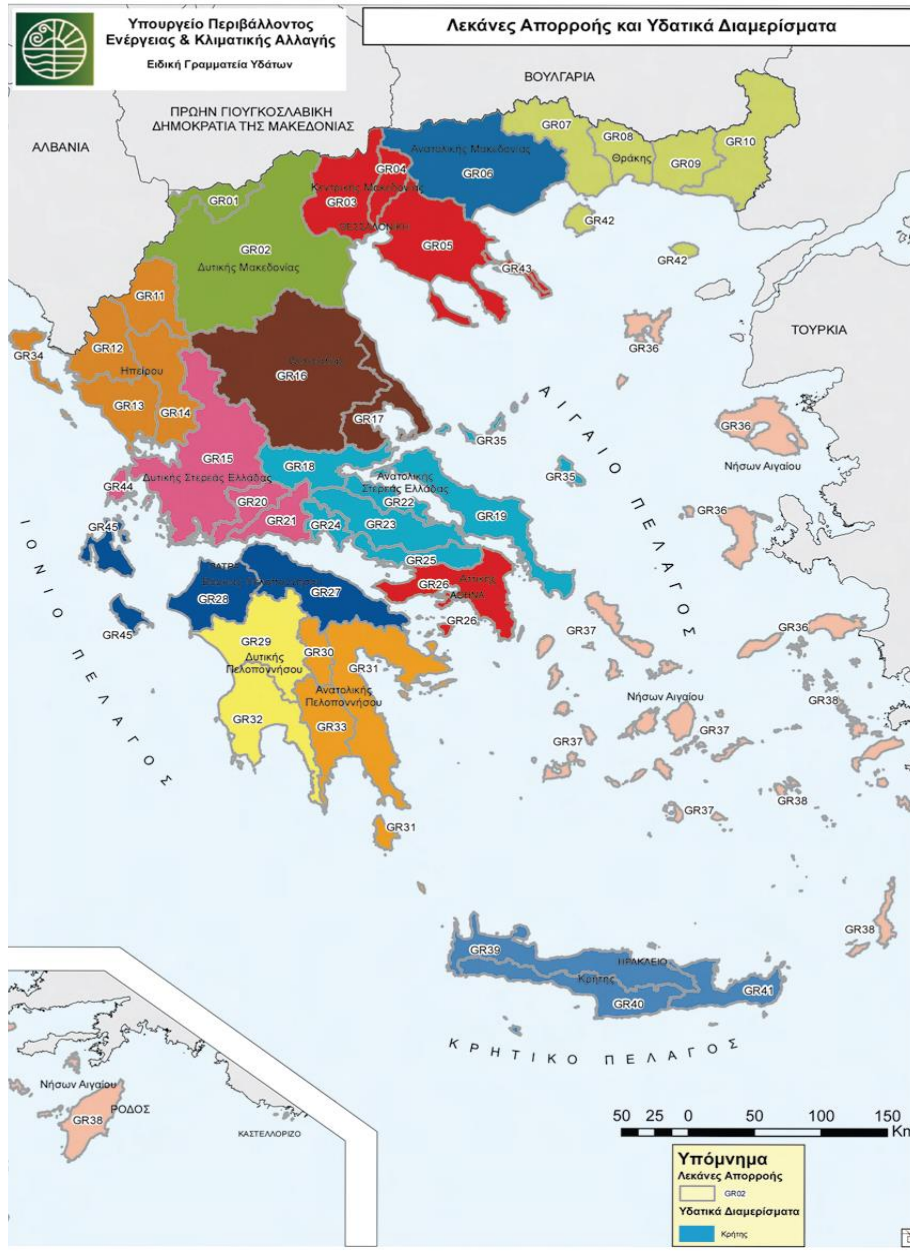 Υπουργείο Περιβάλλοντος
Ενέργειας & Κλιματικής Αλλαγής
Ειδική Γραμματεία Υδάτων
Λεκάνες Απορροής και Υδατικά Διαμερίσματα
ΒΟΥΛΓΑΡΙΑ
ΠΡΩΗΝ ΓΙΟΥΓΚΟΣΛΑΒΙΚΗ
ΔΗΜΟΚΡΑΤΙΑ ΤΗΣ ΜΑΚΕΔΟΝΙΑΣ
ΑΛΒΑΝΙΑ
ΤΟΥΡΚΙΑ
GR07
GR08
GR10
Ανατολικής Μακεδονίας
Θράκης
GR09
GR06
GR04
Κεντρικής Μακεδονίας
GR03
GR01
GR42
ΘΕΣΣΑΛΟΝΙΚΗ
GR05
GR02
GR42
Δυτικής Μακεδονίας
GR43
GR11
GR36
GR34
GR12
Ηπείρου
GR16
GR13
GR14
GR17
GR35
GR36
Νήσων Αιγαίου
GR15
GR18
Δυτικής Στερεάς Ελλάδας
Ανατολικής
Στερεάς Ελλάδας
GR35
GR44
GR20
GR22
GR36
GR21
GR24
GR23
GR19
GR45
GR25
GR26
Αττικής
ΑΘΗΝΑ
GR28
GR27
GR26
GR45
GR37
GR36
GR29
Δυτικής
Πελοποννήσου
GR30
GR31
Ανατολικής
Πελοποννήσου
Νήσων Αιγαίου
GR38
GR32
GR33
GR37
GR37
GR38
GR37
GR31
GR38
GR39
ΗΡΑΚΛΕΙΟ
Κρήτης
GR40
GR41
ΑΙΓΑΙΟ ΠΕΛΑΓΟΣ
ΙΟΝΙΟ ΠΕΛΑΓΟΣ
ΚΡΗΤΙΚΟ ΠΕΛΑΓΟΣ
Νήσων Αιγαίου
ΡΟΔΟΣ
GR38
ΚΑΣΤΕΛΛΟΡΙΖΟ
50 25 0 50 100 150
Km
Υπόμνημα
Λεκάνες Απορροής
GR02
Υδατικά Διαμερίσματα
Κρήτης